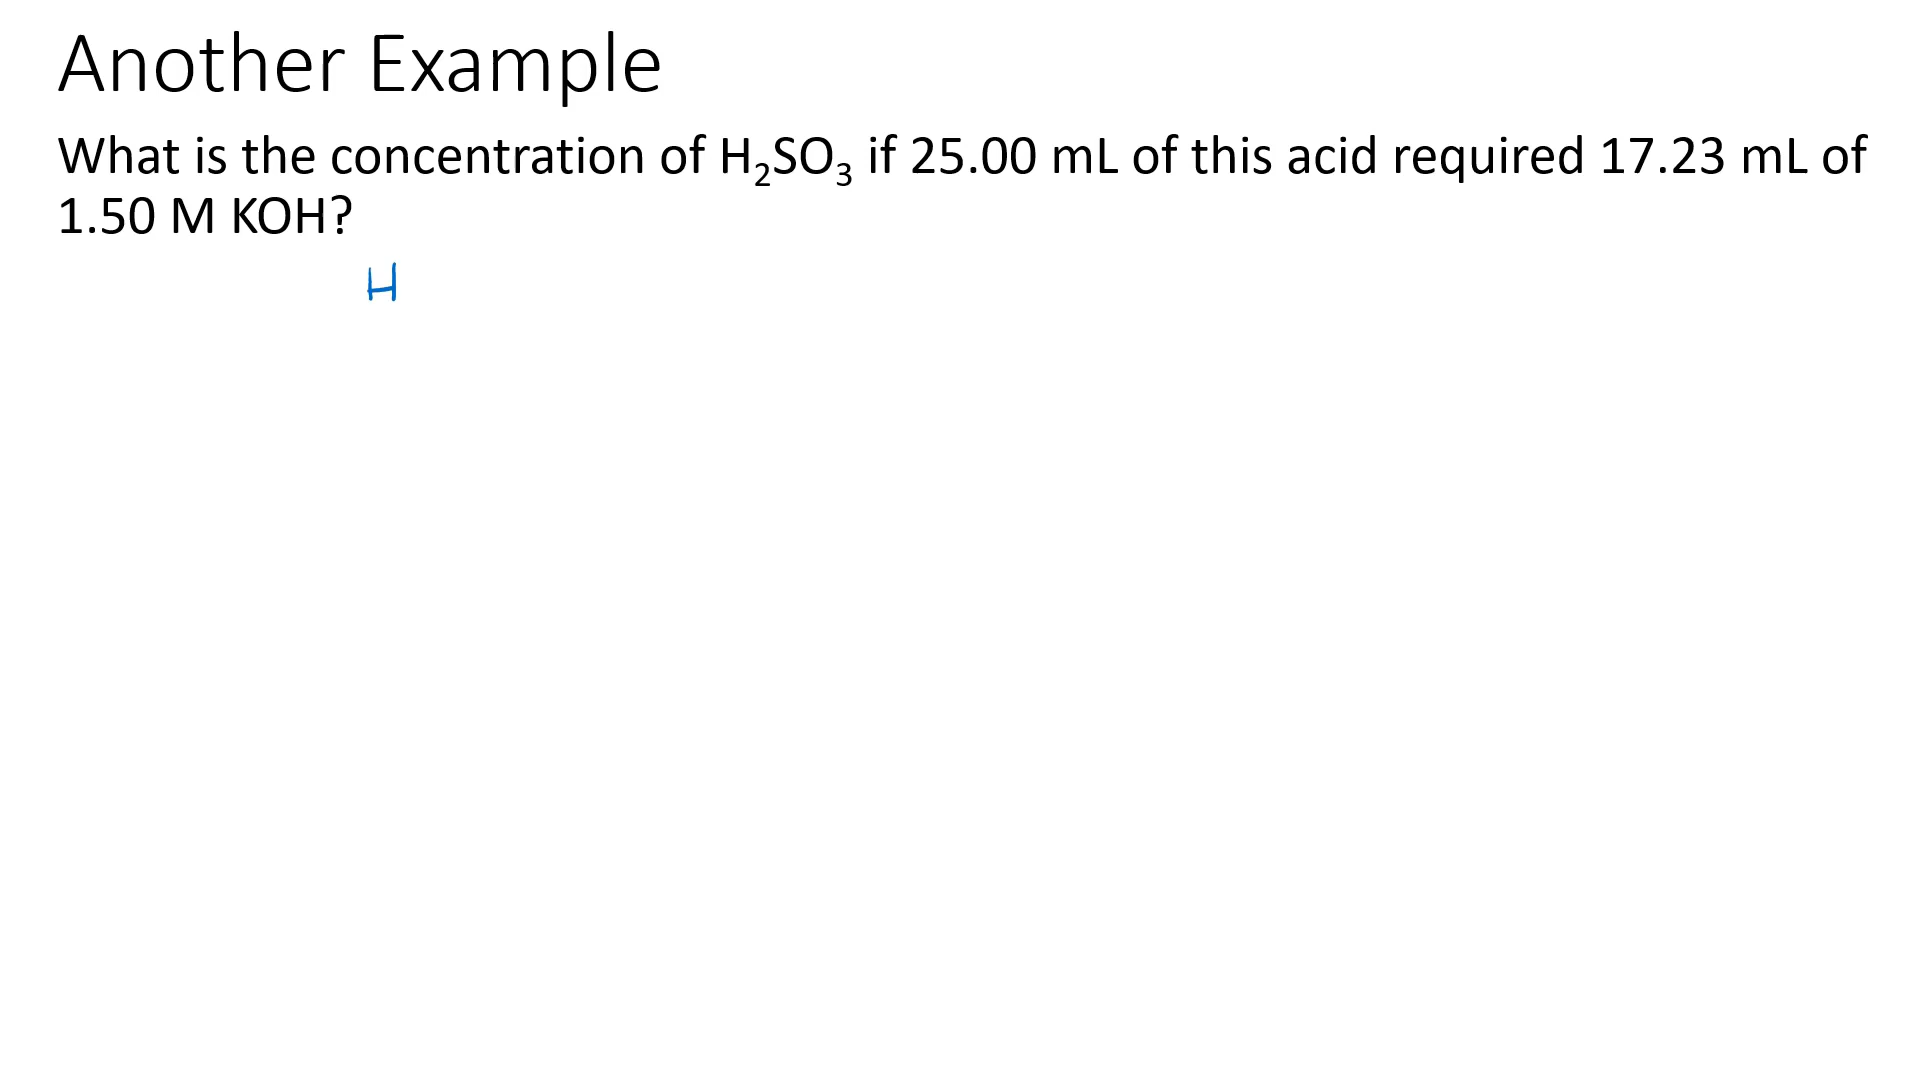 Another Example
What is the concentration of H₂SO₃ if 25.00 mL of this acid required 17.23 mL of
1.50 M KOH?
H